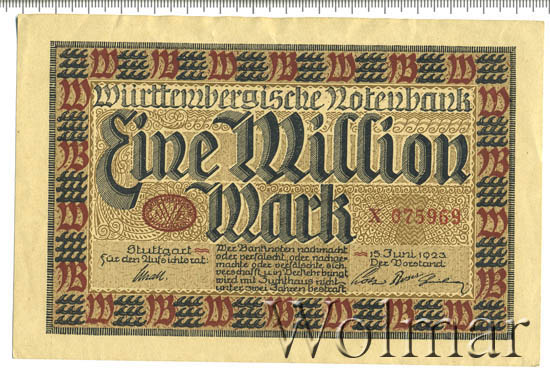 Württembergische Notenbank
Eine Million
Mark
X 075969
Stuttgart
für den Aufsichtsrat:
Wer Banknoten nachmacht
oder verfälscht, oder nachge-
machte oder verfälschte sich
verschafft u. in Verkehr bringt
wird mit Zuchthaus nicht
unter zwei Jahren bestraft
15. Juni 1923
Der Vorstand
Wolmar